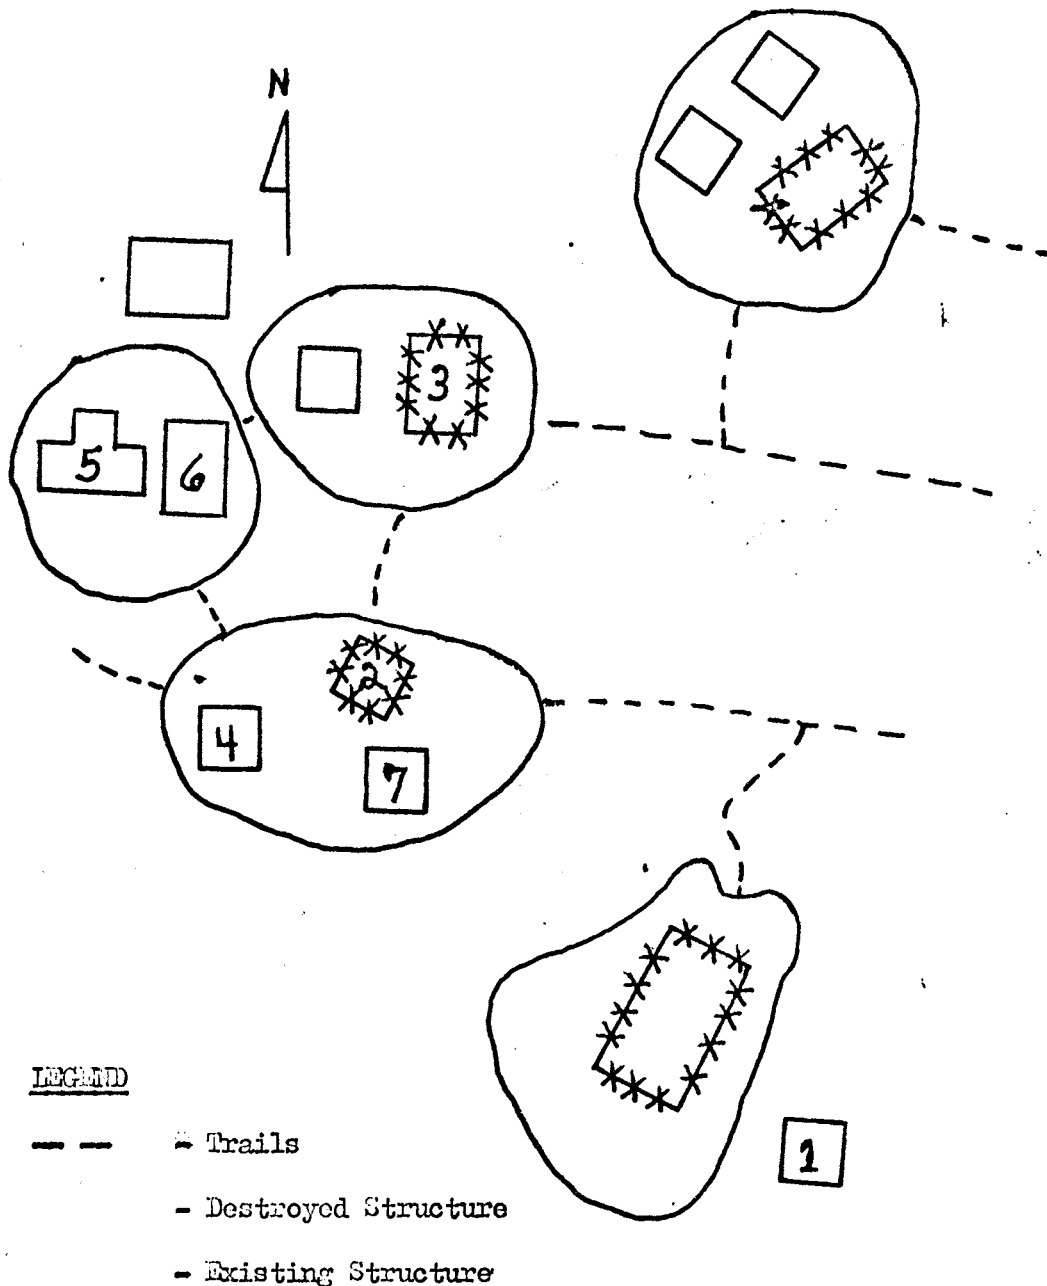 N
3
5
6
2
4
7
LEGEND
- Trails
1
- Destroyed Structure
- Existing Structure